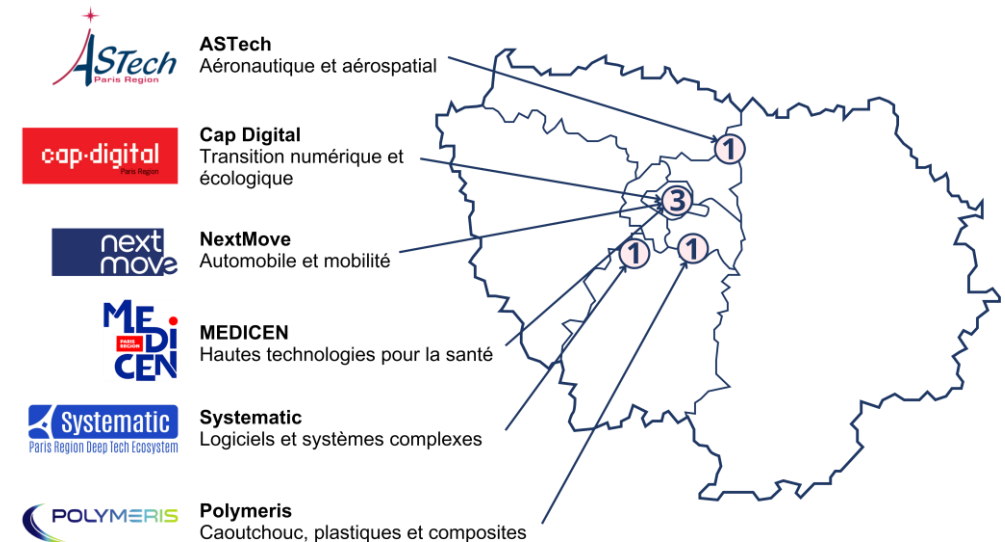 ASTech
Paris Region
ASTech
Aéronautique et aérospatial
1
cap·digital
Paris Region
Cap Digital
Transition numérique et
écologique
3
next
move
NextMove
Automobile et mobilité
1
1
MEDICEN
PARIS
REGION
MEDICEN
Hautes technologies pour la santé
Systematic
Paris Region Deep Tech Ecosystem
Systematic
Logiciels et systèmes complexes
POLYMERIS
Polymeris
Caoutchouc, plastiques et composites